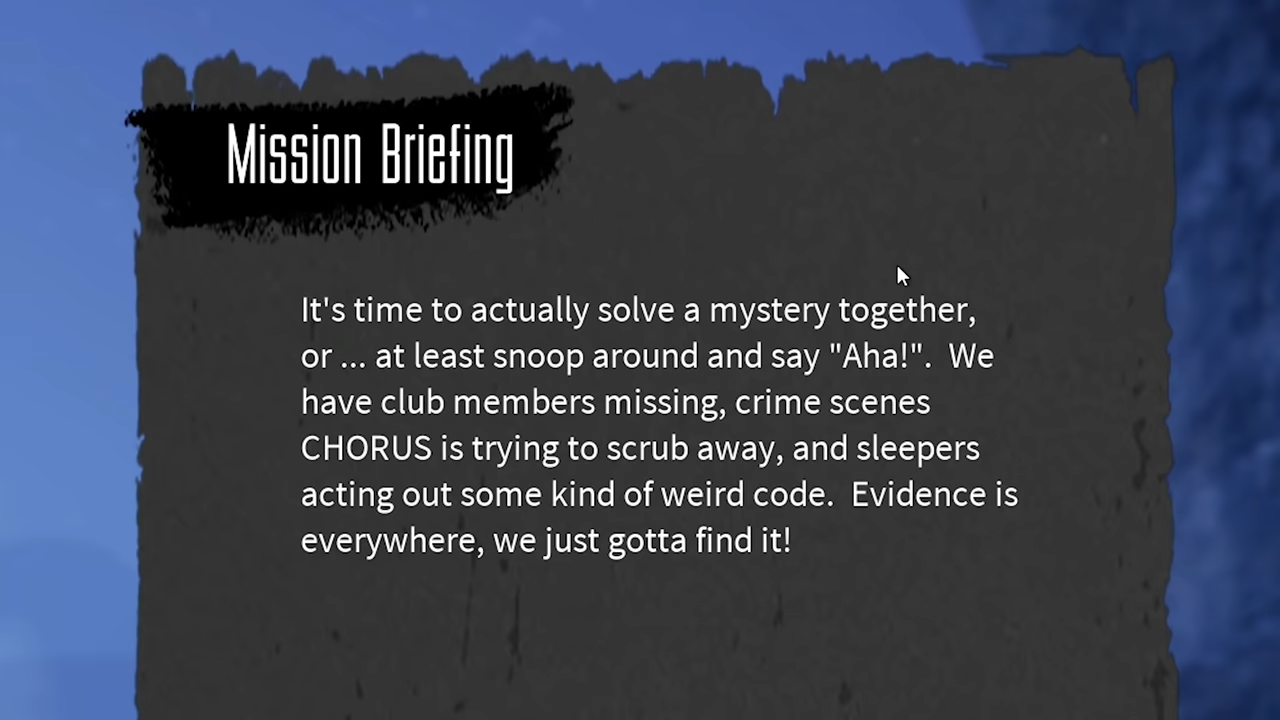 Mission Briefing
It's time to actually solve a mystery together,
or ... at least snoop around and say "Aha!".  We
have club members missing, crime scenes
CHORUS is trying to scrub away, and sleepers
acting out some kind of weird code.  Evidence is
everywhere, we just gotta find it!